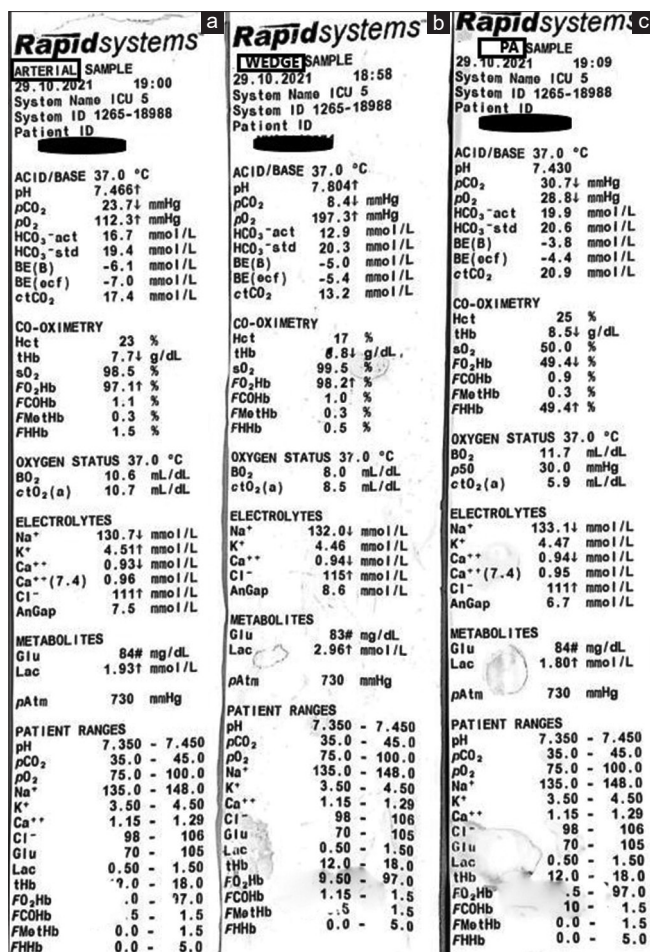 a
Rapidsystems
ARTERIAL SAMPLE
29.10.2021 19:00
System Name ICU 5
System ID 1265-18988
Patient ID
ACID/BASE 37.0 °C
pH 7.466↑
pCO₂ 23.7↓ mmHg
pO₂ 112.3↑ mmHg
HCO₃⁻act 16.7 mmol/L
HCO₃⁻std 19.4 mmol/L
BE(B) -6.1 mmol/L
BE(ecf) -7.0 mmol/L
ctCO₂ 17.4 mmol/L
CO-OXIMETRY
Hct 23 %
tHb 7.7↓ g/dL
sO₂ 98.5 %
FO₂Hb 97.1↑ %
FCOHb 1.1 %
FMetHb 0.3 %
FHHb 1.5 %
OXYGEN STATUS 37.0 °C
BO₂ 10.6 mL/dL
ctO₂(a) 10.7 mL/dL
ELECTROLYTES
Na⁺ 130.7↓ mmol/L
K⁺ 4.51↑ mmol/L
Ca⁺⁺ 0.93↓ mmol/L
Ca⁺⁺(7.4) 0.96 mmol/L
Cl⁻ 111↑ mmol/L
AnGap 7.5 mmol/L
METABOLITES
Glu 84# mg/dL
Lac 1.93↑ mmol/L
pAtm 730 mmHg
PATIENT RANGES
pH 7.350 - 7.450
pCO₂ 35.0 - 45.0
pO₂ 75.0 - 100.0
Na⁺ 135.0 - 148.0
K⁺ 3.50 - 4.50
Ca⁺⁺ 1.15 - 1.29
Cl⁻ 98 - 106
Glu 70 - 105
Lac 0.50 - 1.50
tHb - 18.0
FO₂Hb .0 - 97.0
FCOHb .5 - 1.5
FMetHb 0.0 - 1.5
FHHb 0.0 - 5.0
b
Rapidsystems
WEDGE SAMPLE
29.10.2021 18:58
System Name ICU 5
System ID 1265-18988
Patient ID
ACID/BASE 37.0 °C
pH 7.804↑
pCO₂ 8.4↓ mmHg
pO₂ 197.3↑ mmHg
HCO₃⁻act 12.9 mmol/L
HCO₃⁻std 20.3 mmol/L
BE(B) -5.0 mmol/L
BE(ecf) -5.4 mmol/L
ctCO₂ 13.2 mmol/L
CO-OXIMETRY
Hct 17 %
tHb .8↓ g/dL
sO₂ 99.5 %
FO₂Hb 98.2↑ %
FCOHb 1.0 %
FMetHb 0.3 %
FHHb 0.5 %
OXYGEN STATUS 37.0 °C
BO₂ 8.0 mL/dL
ctO₂(a) 8.5 mL/dL
ELECTROLYTES
Na⁺ 132.0↓ mmol/L
K⁺ 4.46 mmol/L
Ca⁺⁺ 0.94↓ mmol/L
Cl⁻ 115↑ mmol/L
AnGap 8.6 mmol/L
METABOLITES
Glu 83# mg/dL
Lac 2.96↑ mmol/L
pAtm 730 mmHg
PATIENT RANGES
pH 7.350 - 7.450
pCO₂ 35.0 - 45.0
pO₂ 75.0 - 100.0
Na⁺ 135.0 - 148.0
K⁺ 3.50 - 4.50
Ca⁺⁺ 1.15 - 1.29
Cl⁻ 98 - 106
Glu 70 - 105
Lac 0.50 - 1.50
tHb 12.0 - 18.0
FO₂Hb 9.50 - 97.0
FCOHb 1.15 - 1.5
FMetHb .5 - 1.5
FHHb 0.0 - 5.0
c
Rapidsystems
PA SAMPLE
29.10.2021 19:09
System Name ICU 5
System ID 1265-18988
Patient ID
ACID/BASE 37.0 °C
pH 7.430
pCO₂ 30.7↓ mmHg
pO₂ 28.8↓ mmHg
HCO₃⁻act 19.9 mmol/L
HCO₃⁻std 20.6 mmol/L
BE(B) -3.8 mmol/L
BE(ecf) -4.4 mmol/L
ctCO₂ 20.9 mmol/L
CO-OXIMETRY
Hct 25 %
tHb 8.5↓ g/dL
sO₂ 50.0 %
FO₂Hb 49.4↓ %
FCOHb 0.9 %
FMetHb 0.3 %
FHHb 49.4↑ %
OXYGEN STATUS 37.0 °C
BO₂ 11.7 mL/dL
p50 30.0 mmHg
ctO₂(a) 5.9 mL/dL
ELECTROLYTES
Na⁺ 133.1↓ mmol/L
K⁺ 4.47 mmol/L
Ca⁺⁺ 0.94↓ mmol/L
Ca⁺⁺(7.4) 0.95 mmol/L
Cl⁻ 111↑ mmol/L
AnGap 6.7 mmol/L
METABOLITES
Glu 84# mg/dL
Lac 1.80↑ mmol/L
pAtm 730 mmHg
PATIENT RANGES
pH 7.350 - 7.450
pCO₂ 35.0 - 45.0
pO₂ 75.0 - 100.0
Na⁺ 135.0 - 148.0
K⁺ 3.50 - 4.50
Ca⁺⁺ 1.15 - 1.29
Cl⁻ 98 - 106
Glu 70 - 105
Lac 0.50 - 1.50
tHb 12.0 - 18.0
FO₂Hb .5 - 97.0
FCOHb 10 - 1.5
FMetHb 0.0 - 1.5
FHHb 0.0 - 5.0